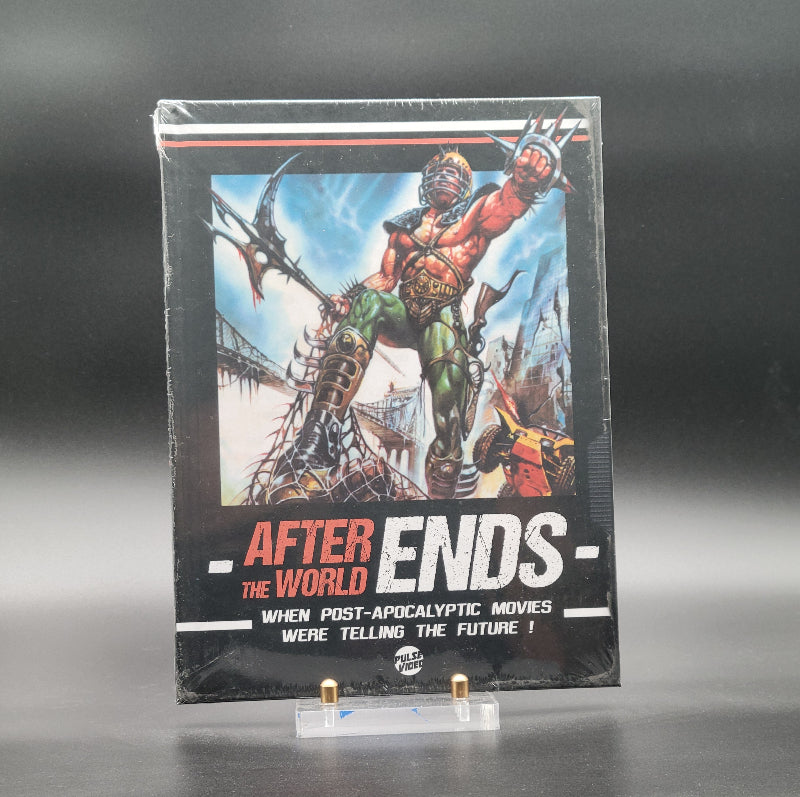 - AFTER ENDS -
THE WORLD
WHEN POST-APOCALYPTIC MOVIES
WERE TELLING THE FUTURE !
PULSE
VIDEO